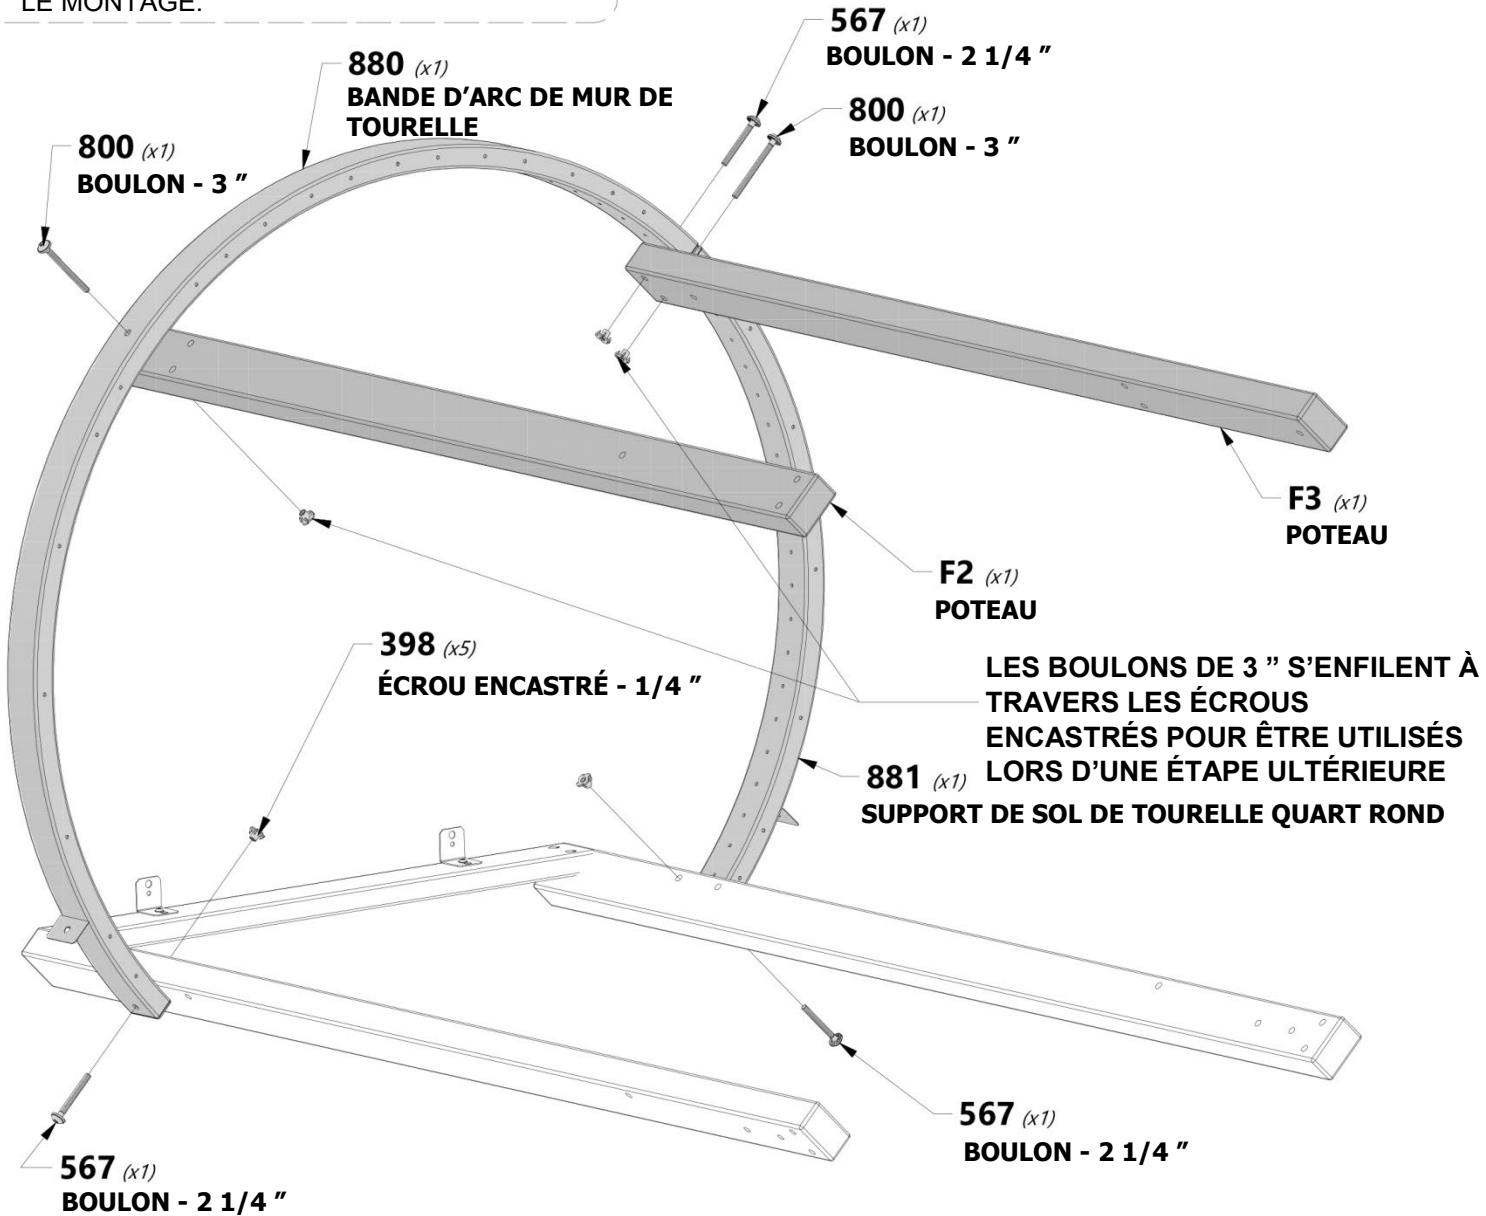 LE MONTAGE.
567 (x1)
BOULON - 2 1/4 ”
880 (x1)
BANDE D’ARC DE MUR DE
TOURELLE
800 (x1)
BOULON - 3 ”
800 (x1)
BOULON - 3 ”
F3 (x1)
POTEAU
F2 (x1)
POTEAU
398 (x5)
ÉCROU ENCASTRÉ - 1/4 ”
LES BOULONS DE 3 ” S’ENFILENT À
TRAVERS LES ÉCROUS
ENCASTRÉS POUR ÊTRE UTILISÉS
LORS D’UNE ÉTAPE ULTÉRIEURE
881 (x1)
SUPPORT DE SOL DE TOURELLE QUART ROND
567 (x1)
BOULON - 2 1/4 ”
567 (x1)
BOULON - 2 1/4 ”